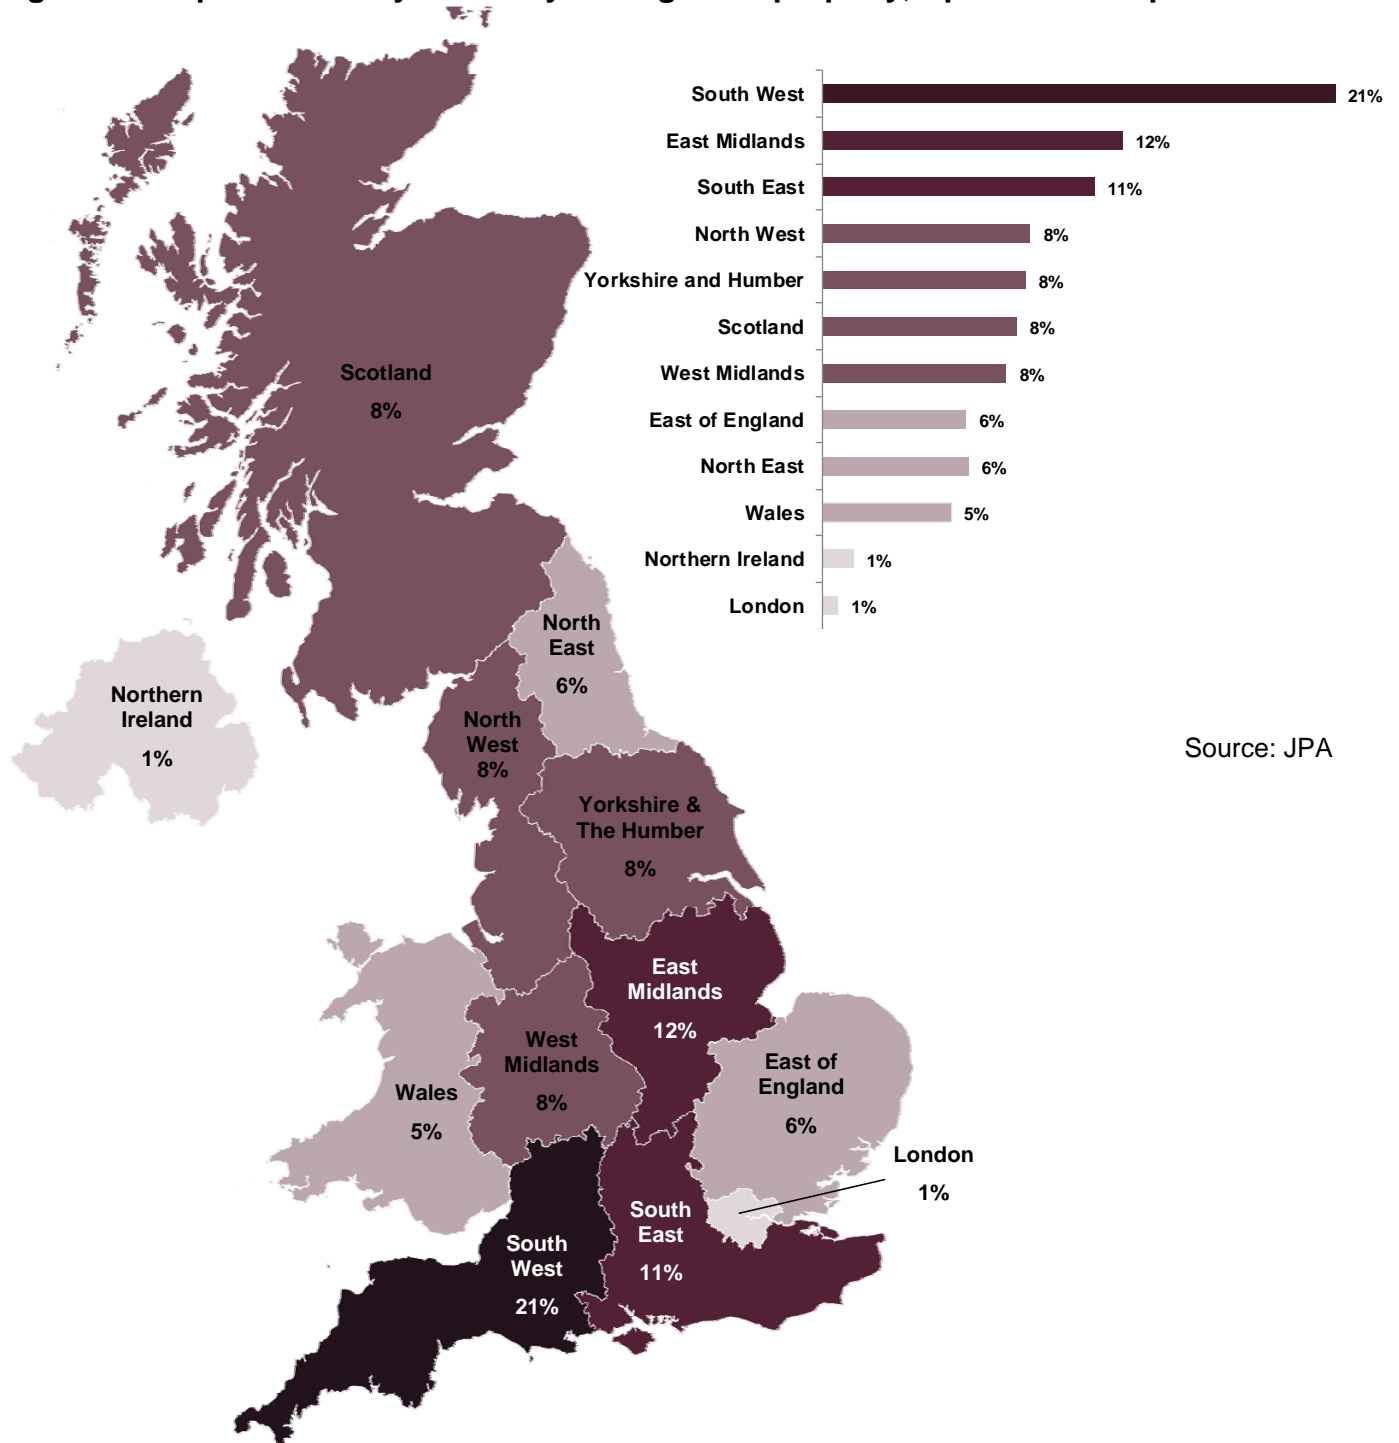 South West
21%
East Midlands
12%
South East
11%
North West
8%
Yorkshire and Humber
8%
Scotland
8%
West Midlands
8%
East of England
6%
North East
6%
Wales
5%
Northern Ireland
1%
London
1%
Scotland
8%
North
East
6%
Northern
Ireland
1%
North
West
8%
Source: JPA
Yorkshire &
The Humber
8%
East
Midlands
12%
West
Midlands
8%
East of
England
6%
Wales
5%
London
1%
South
East
11%
South
West
21%